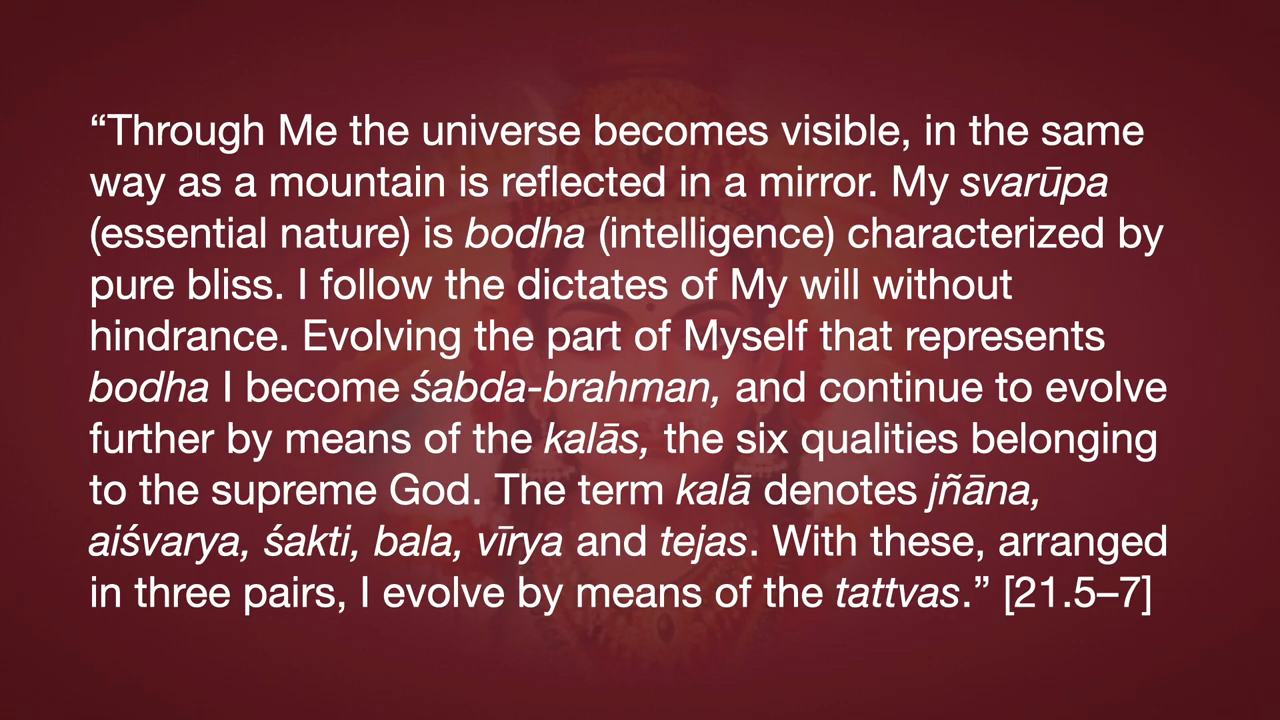 “Through Me the universe becomes visible, in the same
way as a mountain is reflected in a mirror. My svarūpa
(essential nature) is bodha (intelligence) characterized by
pure bliss. I follow the dictates of My will without
hindrance. Evolving the part of Myself that represents
bodha I become śabda-brahman, and continue to evolve
further by means of the kalās, the six qualities belonging
to the supreme God. The term kalā denotes jñāna,
aiśvarya, śakti, bala, vīrya and tejas. With these, arranged
in three pairs, I evolve by means of the tattvas.” [21.5–7]